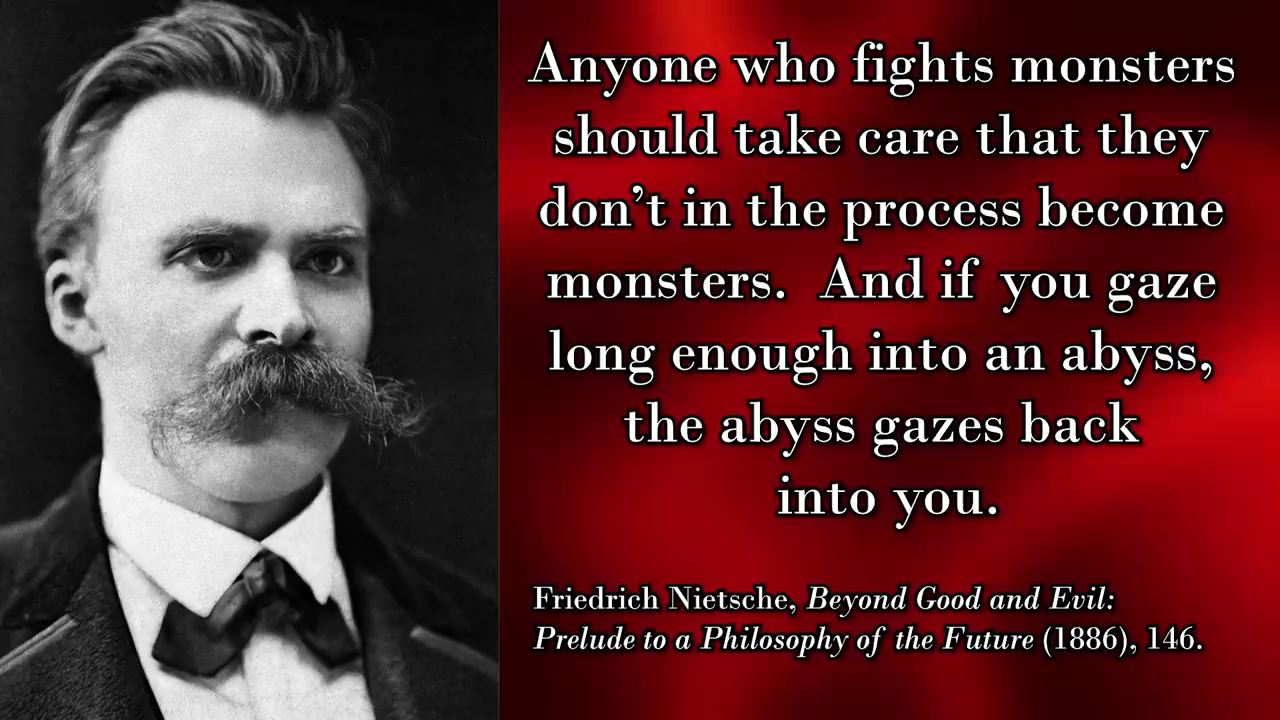 Anyone who fights monsters
should take care that they
don’t in the process become
monsters.  And if you gaze
long enough into an abyss,
the abyss gazes back
into you.
Friedrich Nietsche, Beyond Good and Evil:
Prelude to a Philosophy of the Future (1886), 146.